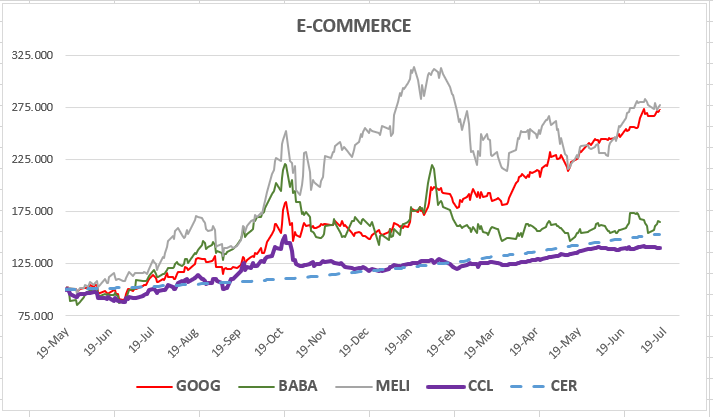 E-COMMERCE
325.000
275.000
225.000
175.000
125.000
75.000
19-May 19-Jun 19-Jul 19-Aug 19-Sep 19-Oct 19-Nov 19-Dec 19-Jan 19-Feb 19-Mar 19-Apr 19-May 19-Jun 19-Jul
GOOG BABA MELI CCL CER